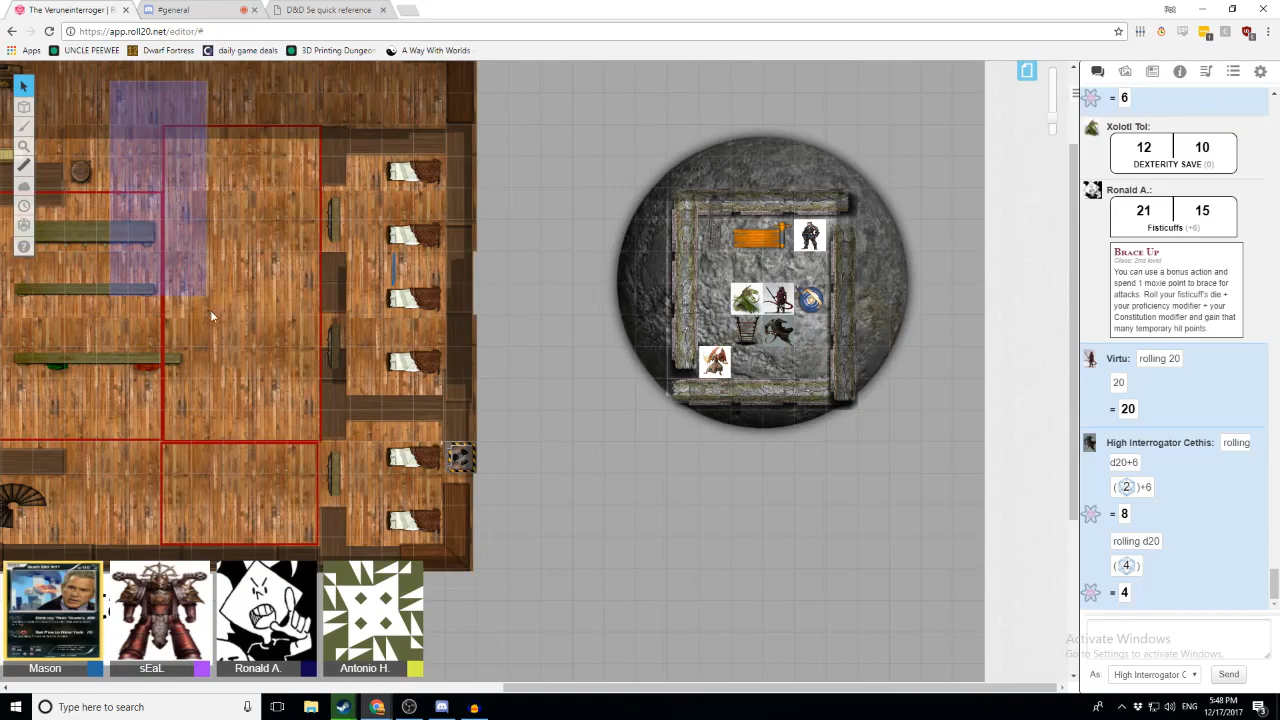 The Veruneinterroger | R
#general
D&D 5e quick reference
https://app.roll20.net/editor/#
Apps
UNCLE PEEWEE
Dwarf Fortress
daily game deals
3D Printing Dungeon
A Way With Worlds
= 6
Xolotl Tol:
12 10
DEXTERITY SAVE (0)
Ronald A.:
21 15
Fisticuffs (+6)
BRACE UP
Class: 2nd level
You can use a bonus action and
spend 1 moxie point to brace for
attacks. Roll your fisticuff's die +
your proficiency modifier + your
Constitution modifier and gain that
many temporary hit points.
Virtu: rolling 20
20
= 20
High Interrogator Cethis: rolling
d20+6
(2)+6
= 8
rolling d20
(4)
= 4
Activate Windows
Go to Settings to activate Windows.
As High Interrogator C Send
Mason
sEaL
Ronald A.
Antonio H.
Type here to search
ENG
5:48 PM
12/17/2017